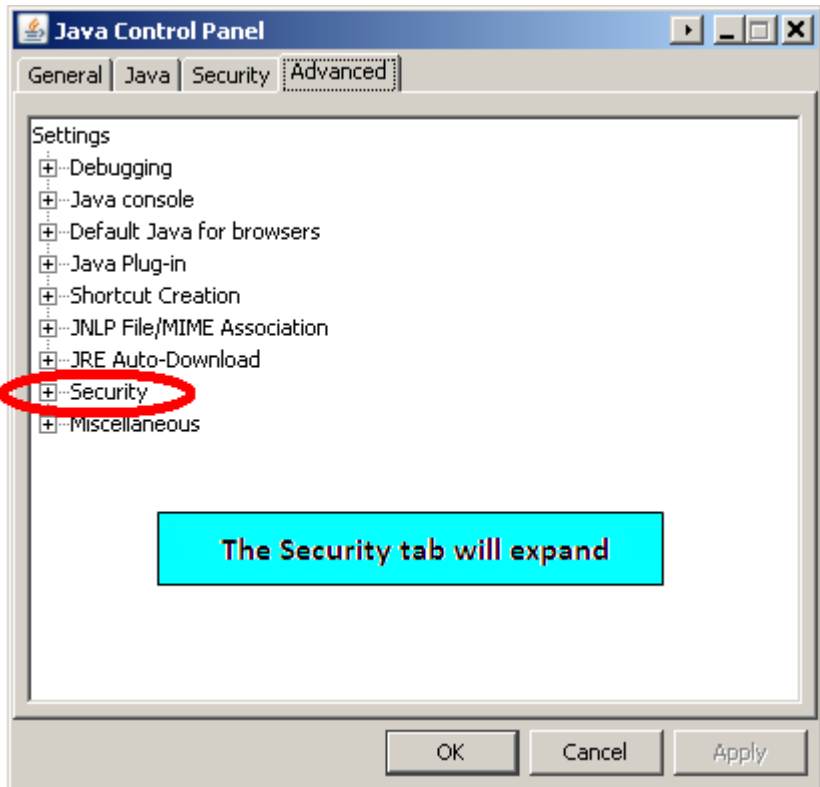 Java Control Panel
General Java Security Advanced
Settings
Debugging
Java console
Default Java for browsers
Java Plug-in
Shortcut Creation
JNLP File/MIME Association
JRE Auto-Download
Security
Miscellaneous
The Security tab will expand
OK Cancel Apply